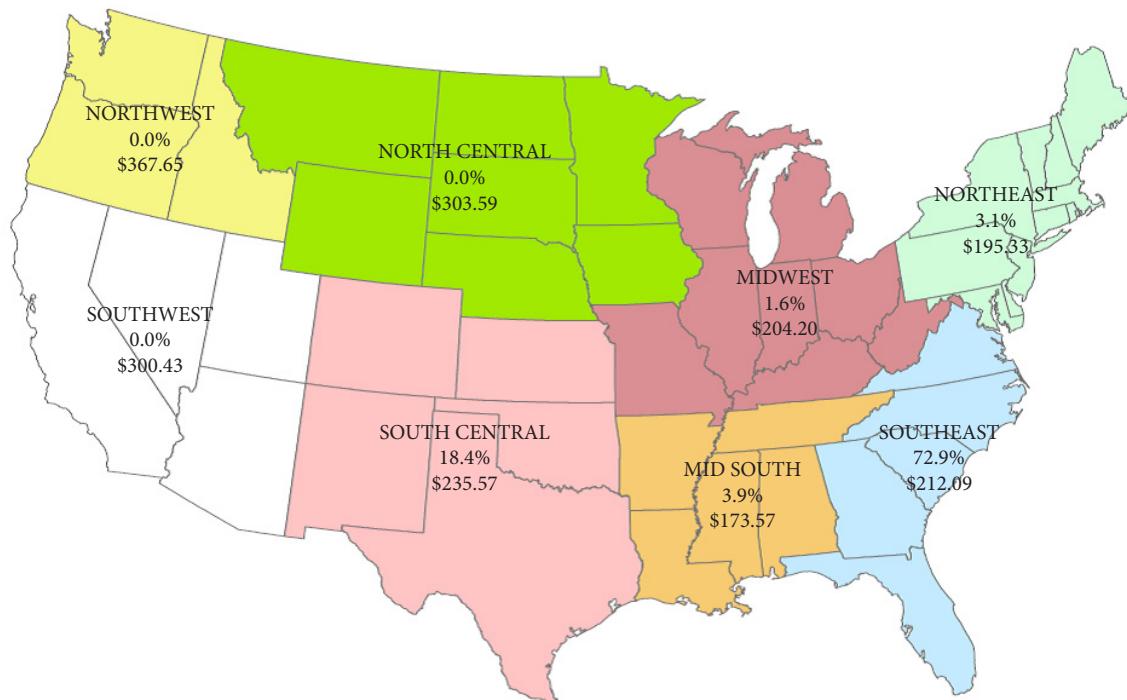 NORTHWEST
0.0%
$367.65
NORTH CENTRAL
0.0%
$303.59
NORTHEAST
3.1%
$195.33
SOUTHWEST
0.0%
$300.43
MIDWEST
1.6%
$204.20
SOUTH CENTRAL
18.4%
$235.57
MID SOUTH
3.9%
$173.57
SOUTHEAST
72.9%
$212.09